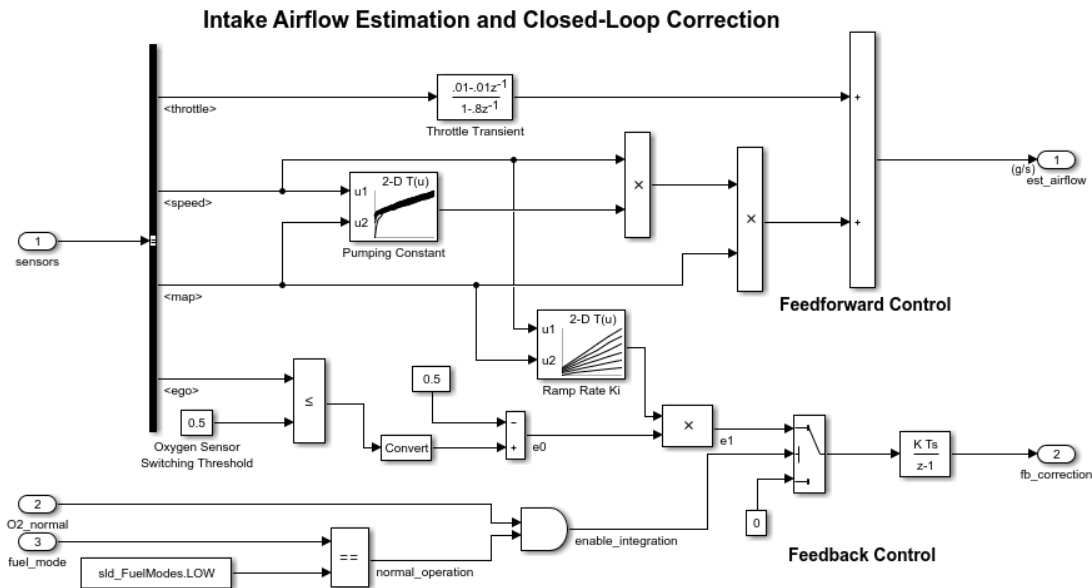 Intake Airflow Estimation and Closed-Loop Correction
.01-.01z⁻¹
1-.8z⁻¹
<throttle>
Throttle Transient
+
2-D T(u)
u1
u2
<speed>
Pumping Constant
×
×
(g/s)
1
est_airflow
1
sensors
+
<map>
Feedforward Control
2-D T(u)
u1
u2
Ramp Rate Ki
<ego>
0.5
≤
0.5
Oxygen Sensor
Switching Threshold
Convert
−
+
e0
×
e1
K Ts
z-1
2
fb_correction
2
O2_normal
3
fuel_mode
0
enable_integration
==
sld_FuelModes.LOW
normal_operation
Feedback Control